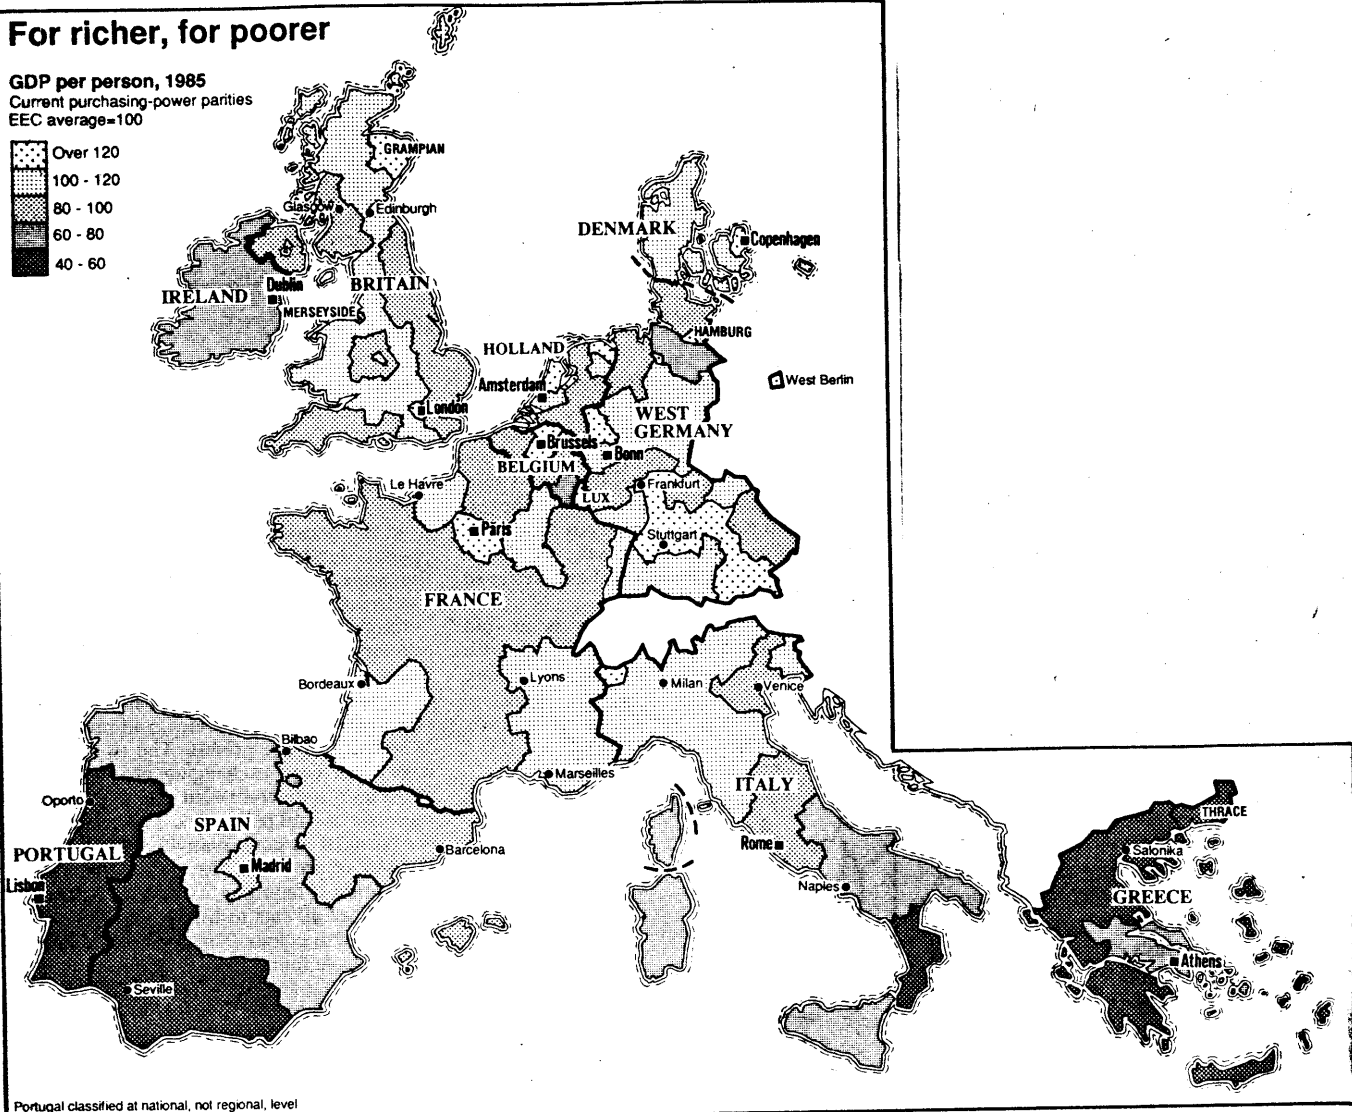 For richer, for poorer
GDP per person, 1985
Current purchasing-power parities
EEC average=100
Over 120
100 - 120
80 - 100
60 - 80
40 - 60
GRAMPIAN
Glasgow
Edinburgh
DENMARK
Copenhagen
Dublin
IRELAND
BRITAIN
MERSEYSIDE
HAMBURG
HOLLAND
Amsterdam
West Berlin
London
WEST
GERMANY
Brussels
Bonn
BELGIUM
Le Havre
LUX
Frankfurt
Paris
Stuttgart
FRANCE
Bordeaux
Lyons
Milan
Venice
Bilbao
Marseilles
ITALY
Oporto
SPAIN
Barcelona
Rome
PORTUGAL
Madrid
Lisbon
Naples
THRACE
Salonika
GREECE
Athens
Seville
Portugal classified at national, not regional, level